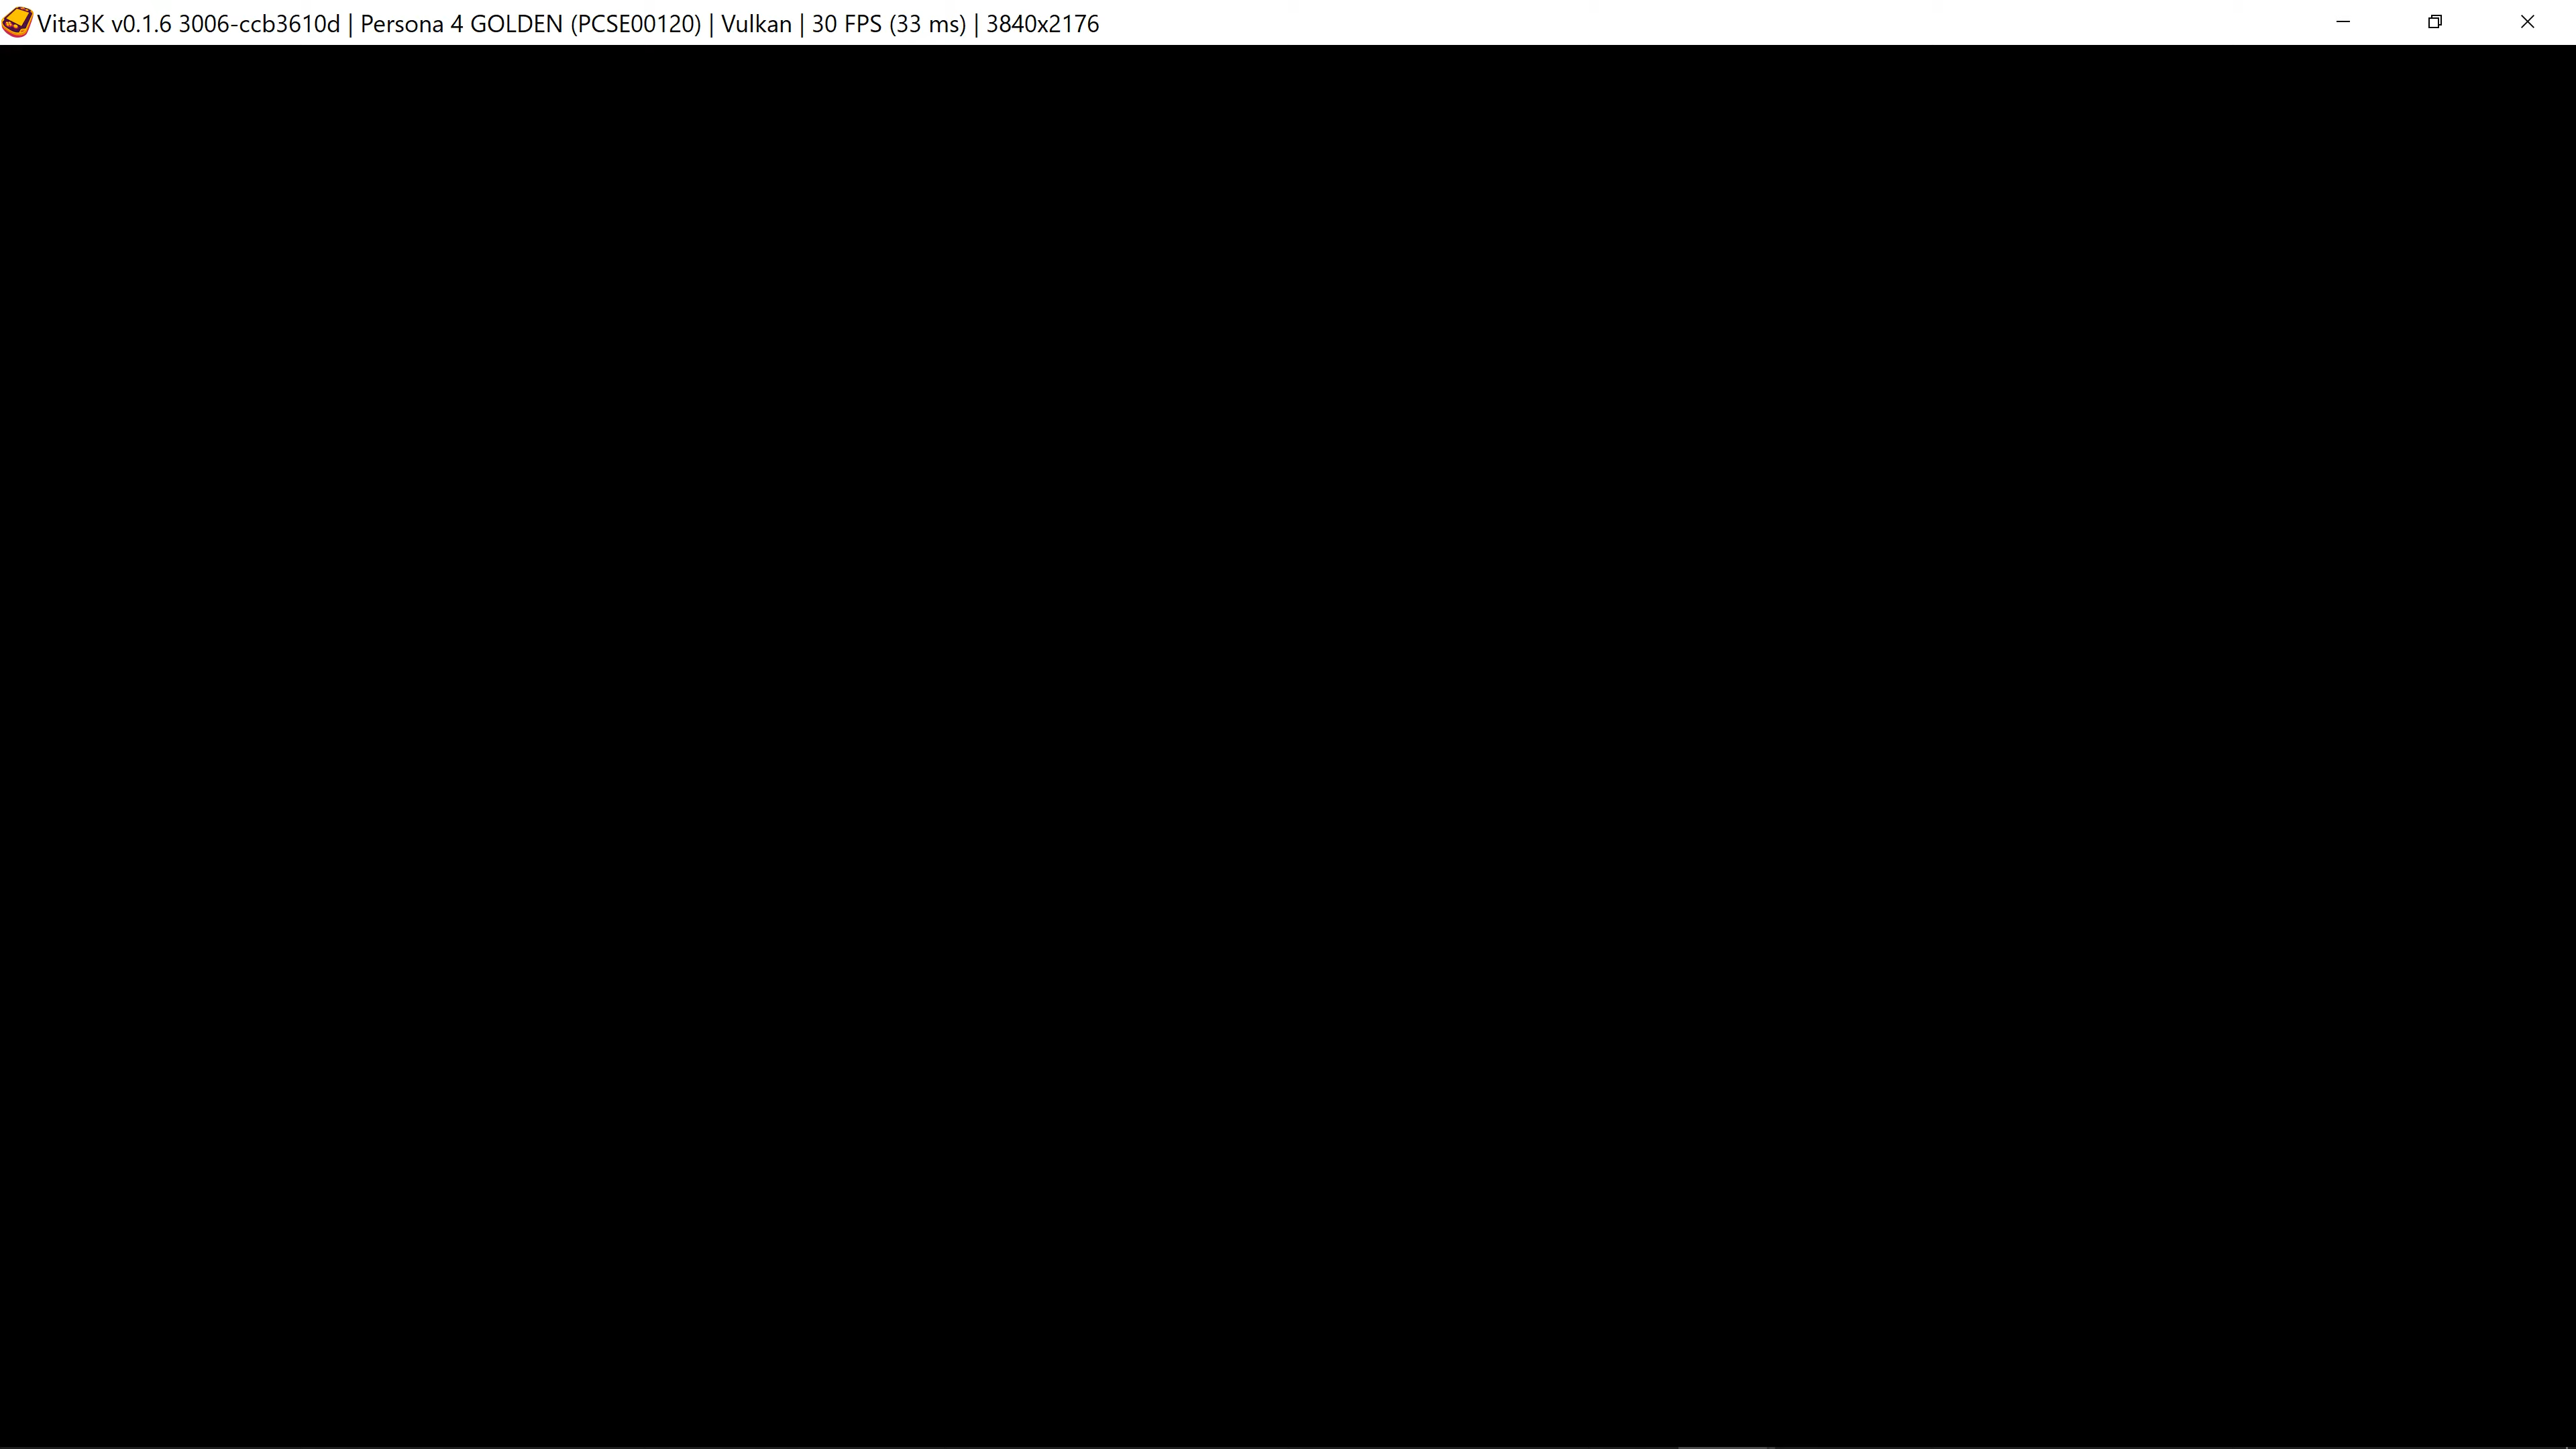 Vita3K v0.1.6 3006-ccb3610d | Persona 4 GOLDEN (PCSE00120) | Vulkan | 30 FPS (33 ms) | 3840x2176